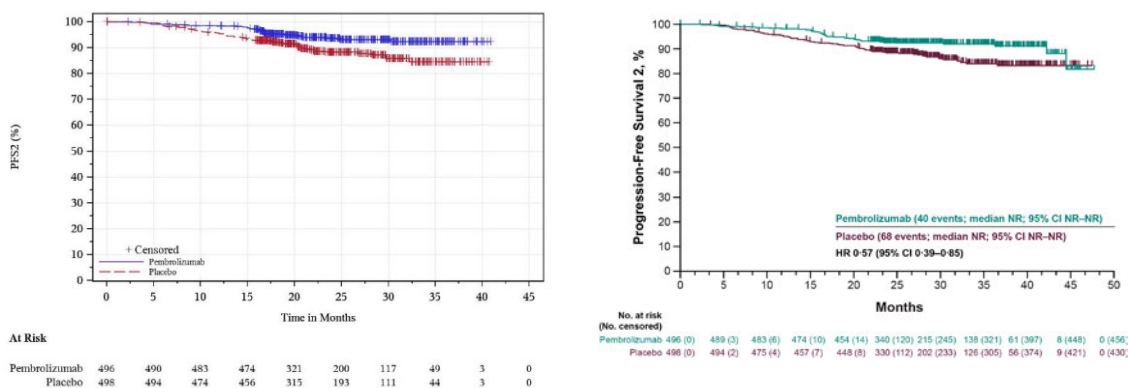 PFS2 (%)
100
90
80
70
60
50
40
30
20
10
0
+ Censored
Pembrolizumab
Placebo
0 5 10 15 20 25 30 35 40 45
Time in Months
At Risk
Pembrolizumab 496 490 483 474 321 200 117 49 3 0
Placebo 498 494 474 456 315 193 111 44 3 0
Progression-Free Survival 2, %
100
90
80
70
60
50
40
30
20
10
0
Pembrolizumab (40 events; median NR; 95% CI NR–NR)
Placebo (68 events; median NR; 95% CI NR–NR)
HR 0·57 (95% CI 0·39–0·85)
0 5 10 15 20 25 30 35 40 45 50
Months
No. at risk
(No. censored)
Pembrolizumab 496 (0) 489 (3) 483 (6) 474 (10) 454 (14) 340 (120) 215 (245) 138 (321) 61 (397) 8 (448) 0 (456)
Placebo 498 (0) 494 (2) 475 (4) 457 (7) 448 (8) 330 (112) 202 (233) 126 (305) 56 (374) 9 (421) 0 (430)